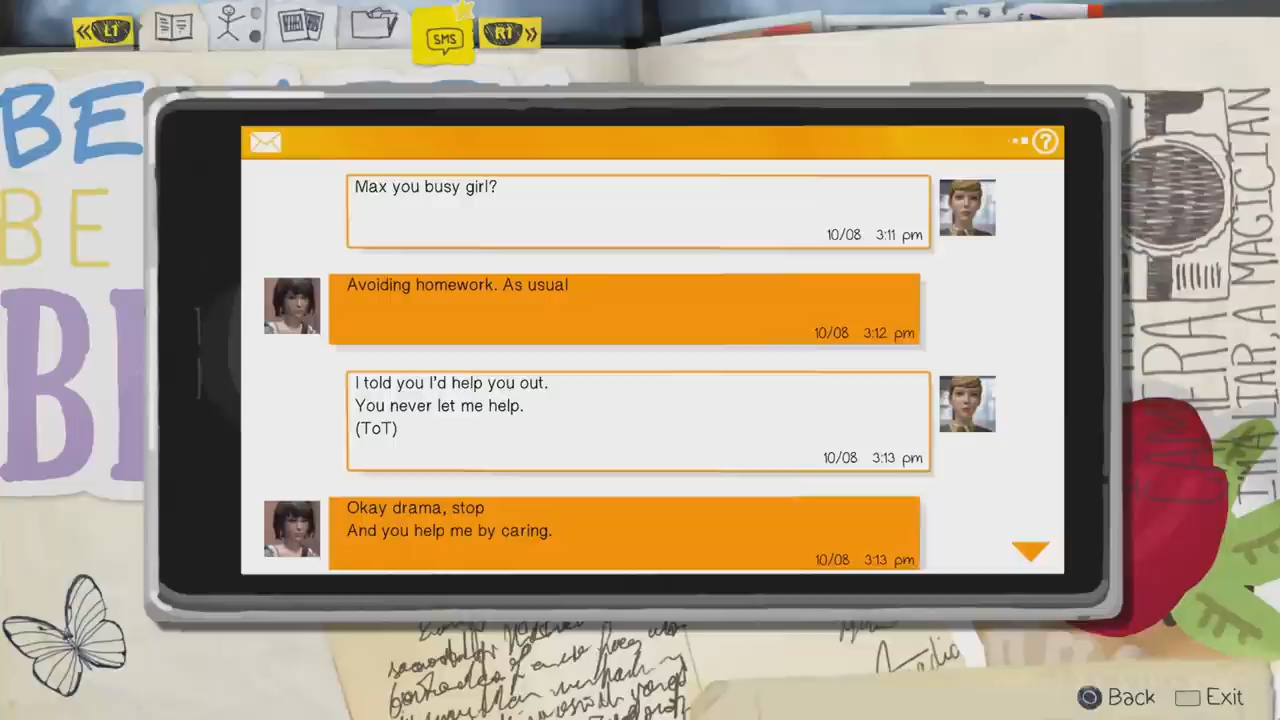 L1
SMS
R1
BE
BE
Max you busy girl?
10/08 3:11 pm
Avoiding homework. As usual
10/08 3:12 pm
I told you I'd help you out.
You never let me help.
(ToT)
10/08 3:13 pm
Okay drama, stop
And you help me by caring.
10/08 3:13 pm
?
A MAGICIAN
Back
Exit